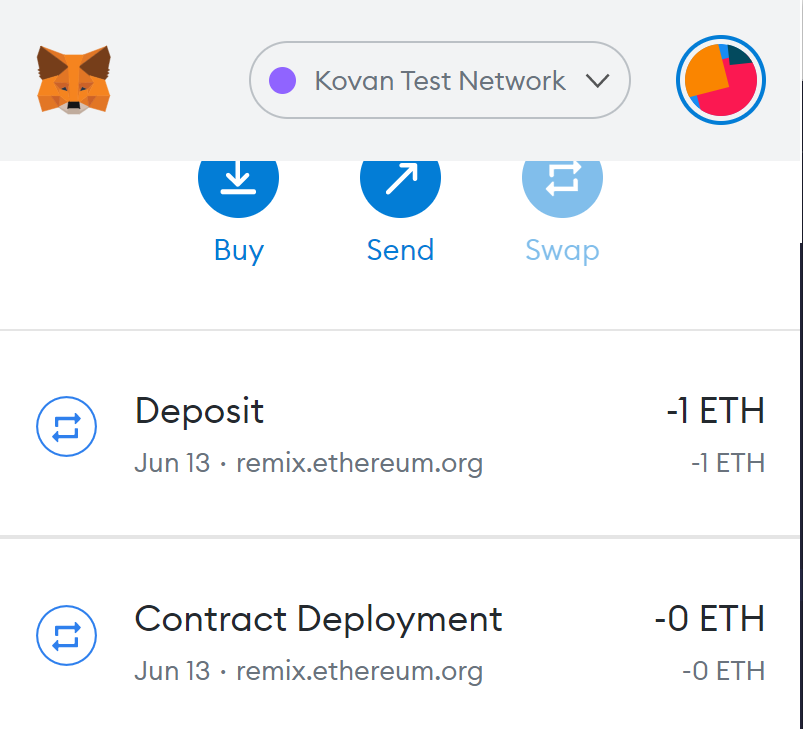 Kovan Test Network
Buy Send Swap
Deposit -1 ETH
Jun 13 · remix.ethereum.org -1 ETH
Contract Deployment -0 ETH
Jun 13 · remix.ethereum.org -0 ETH